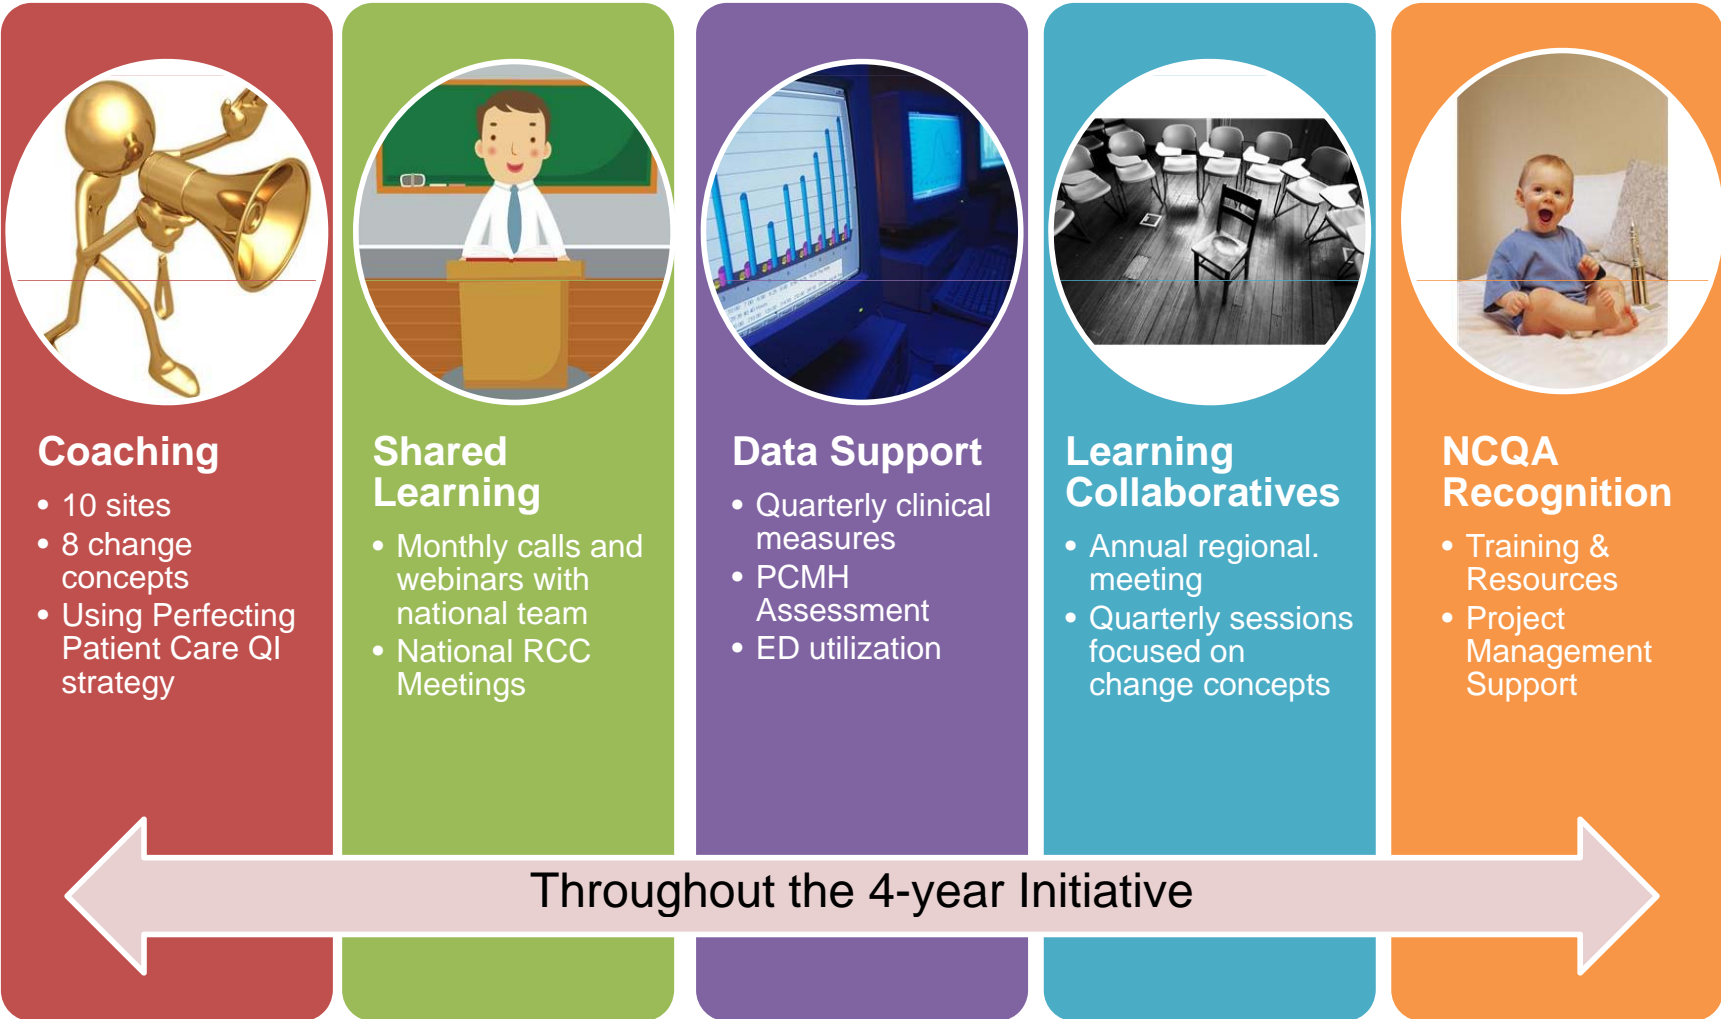 Coaching
• 10 sites
• 8 change
concepts
• Using Perfecting
Patient Care QI
strategy
Shared
Learning
• Monthly calls and
webinars with
national team
• National RCC
Meetings
Data Support
• Quarterly clinical
measures
• PCMH
Assessment
• ED utilization
Learning
Collaboratives
• Annual regional.
meeting
• Quarterly sessions
focused on
change concepts
NCQA
Recognition
• Training &
Resources
• Project
Management
Support
Throughout the 4-year Initiative